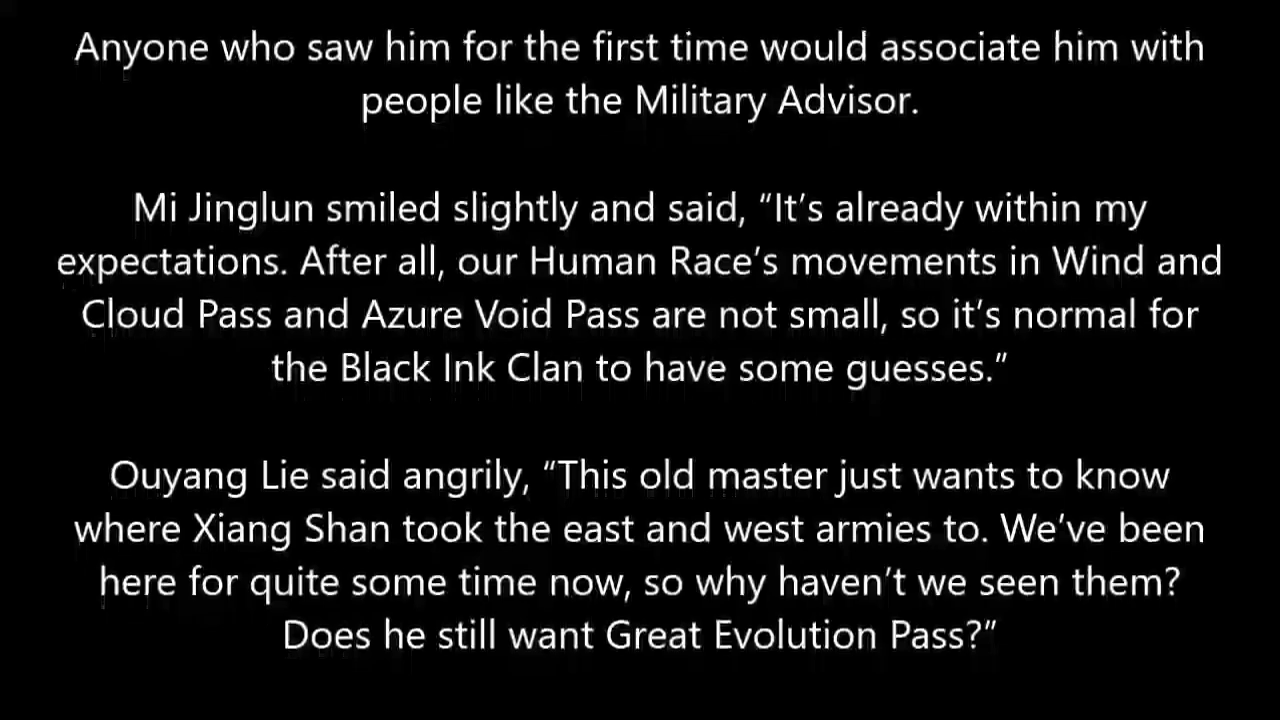 Anyone who saw him for the first time would associate him with
people like the Military Advisor.
Mi Jinglun smiled slightly and said, “It’s already within my
expectations. After all, our Human Race’s movements in Wind and
Cloud Pass and Azure Void Pass are not small, so it’s normal for
the Black Ink Clan to have some guesses.”
Ouyang Lie said angrily, “This old master just wants to know
where Xiang Shan took the east and west armies to. We’ve been
here for quite some time now, so why haven’t we seen them?
Does he still want Great Evolution Pass?”